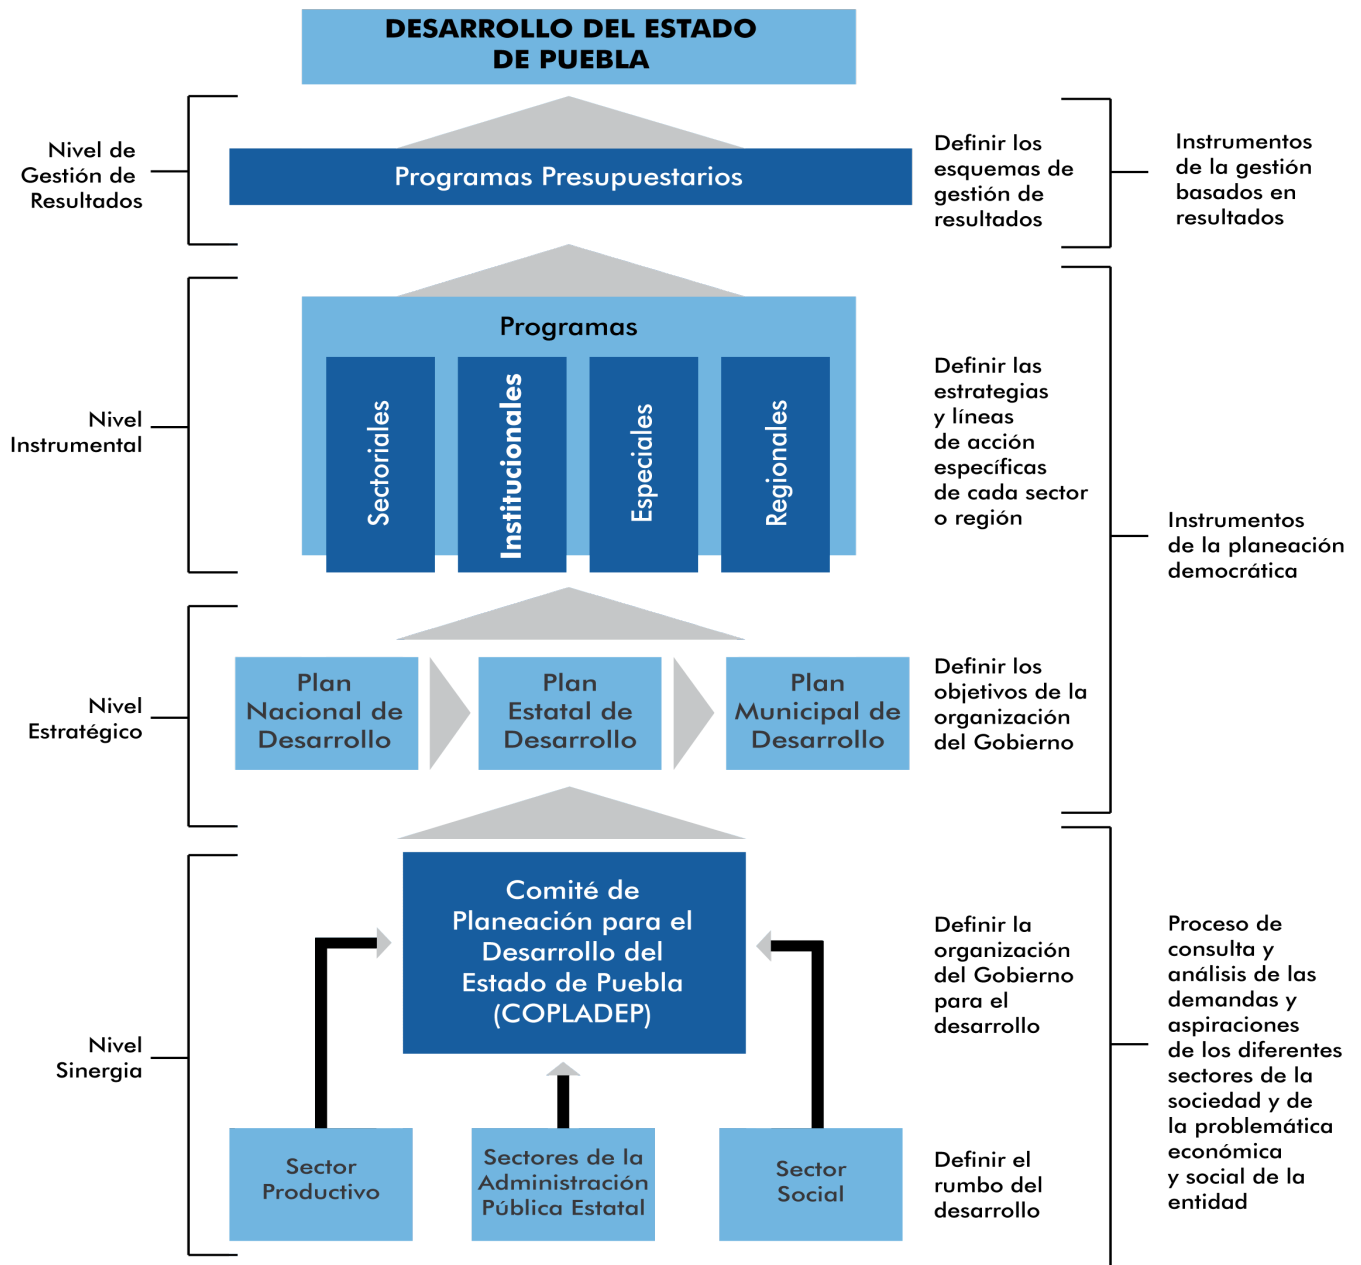 DESARROLLO DEL ESTADO
DE PUEBLA
Nivel de
Gestión de
Resultados
Programas Presupuestarios
Definir los
esquemas de
gestión de
resultados
Instrumentos
de la gestión
basados en
resultados
Nivel
Instrumental
Programas
Sectoriales
Institucionales
Especiales
Regionales
Definir las
estrategias
y líneas
de acción
específicas
de cada sector
o región
Instrumentos
de la planeación
democrática
Nivel
Estratégico
Plan
Nacional de
Desarrollo
Plan
Estatal de
Desarrollo
Plan
Municipal de
Desarrollo
Definir los
objetivos de la
organización
del Gobierno
Nivel
Sinergia
Comité de
Planeación para el
Desarrollo del
Estado de Puebla
(COPLADEP)
Definir la
organización
del Gobierno
para el
desarrollo
Sector
Productivo
Sectores de la
Administración
Pública Estatal
Sector
Social
Definir el
rumbo del
desarrollo
Proceso de
consulta y
análisis de las
demandas y
aspiraciones
de los diferentes
sectores de la
sociedad y de
la problemática
económica
y social de la
entidad